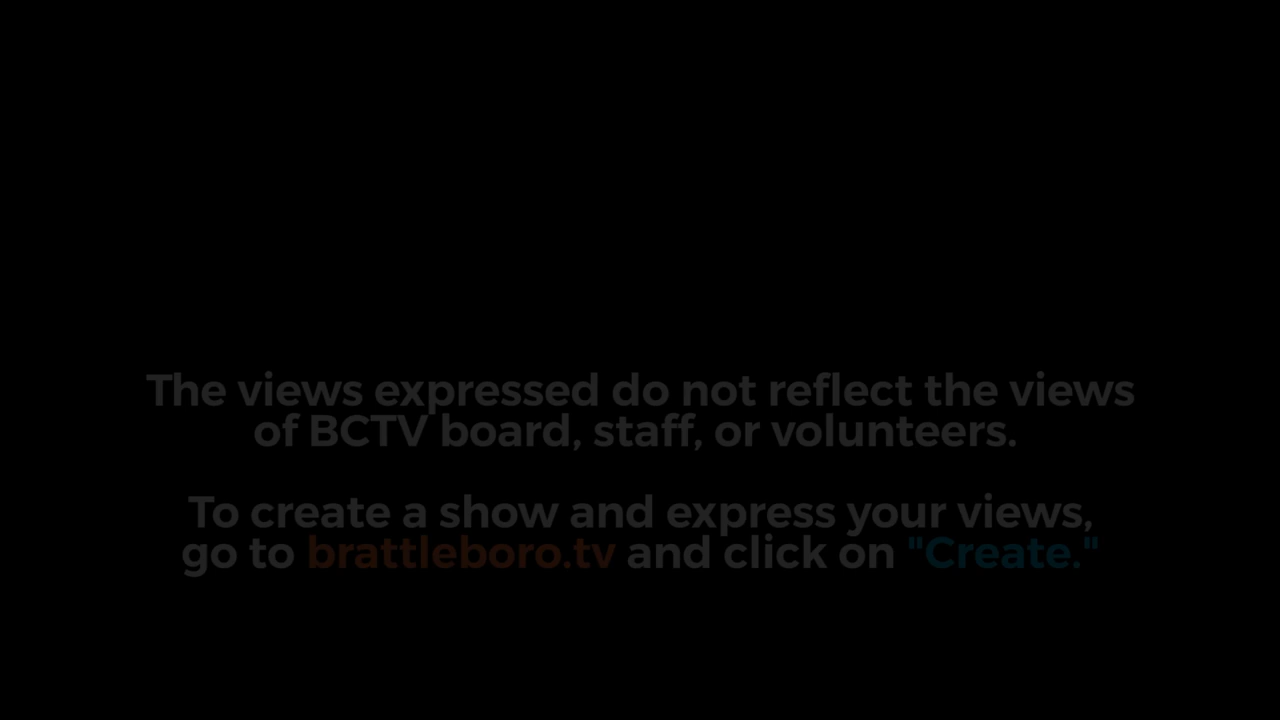 The views expressed do not reflect the views
of BCTV board, staff, or volunteers.
To create a show and express your views,
go to brattleboro.tv and click on "Create."